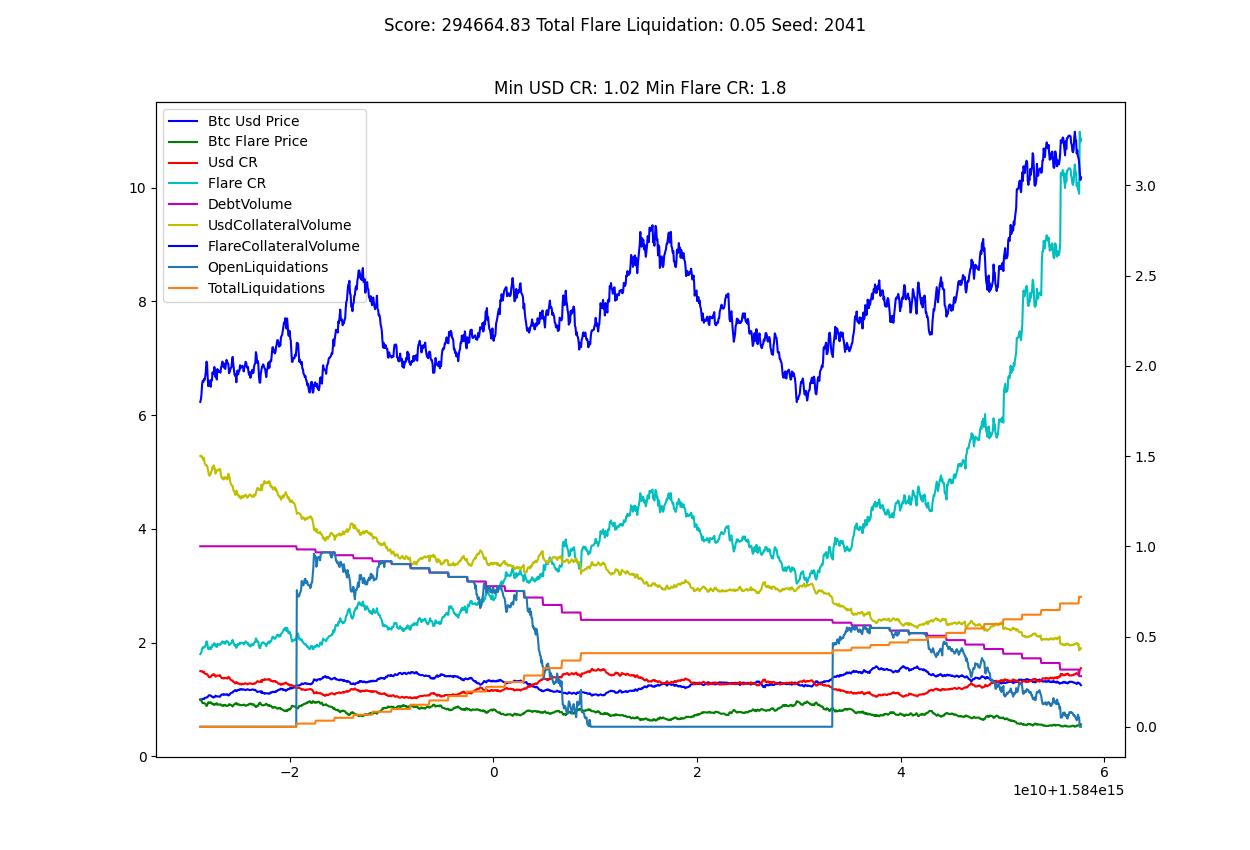 Score: 294664.83 Total Flare Liquidation: 0.05 Seed: 2041
Min USD CR: 1.02 Min Flare CR: 1.8
Btc Usd Price
Btc Flare Price
Usd CR
Flare CR
DebtVolume
UsdCollateralVolume
FlareCollateralVolume
OpenLiquidations
TotalLiquidations
10
8
6
4
2
0
3.0
2.5
2.0
1.5
1.0
0.5
0.0
−2
0
2
4
6
1e10+1.584e15